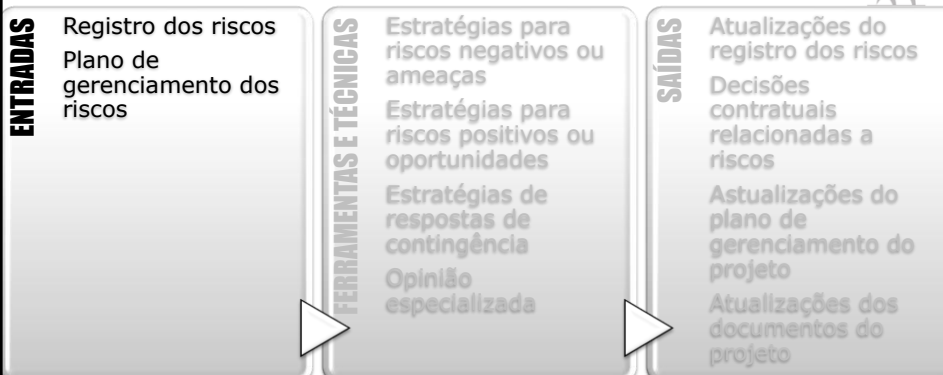 ENTRADAS
Registro dos riscos
Plano de
gerenciamento dos
riscos
FERRAMENTAS E TÉCNICAS
Estratégias para
riscos negativos ou
ameaças
Estratégias para
riscos positivos ou
oportunidades
Estratégias de
respostas de
contingência
Opinião
especializada
SAÍDAS
Atualizações do
registro dos riscos
Decisões
contratuais
relacionadas a
riscos
Astualizações do
plano de
gerenciamento do
projeto
Atualizações dos
documentos do
projeto